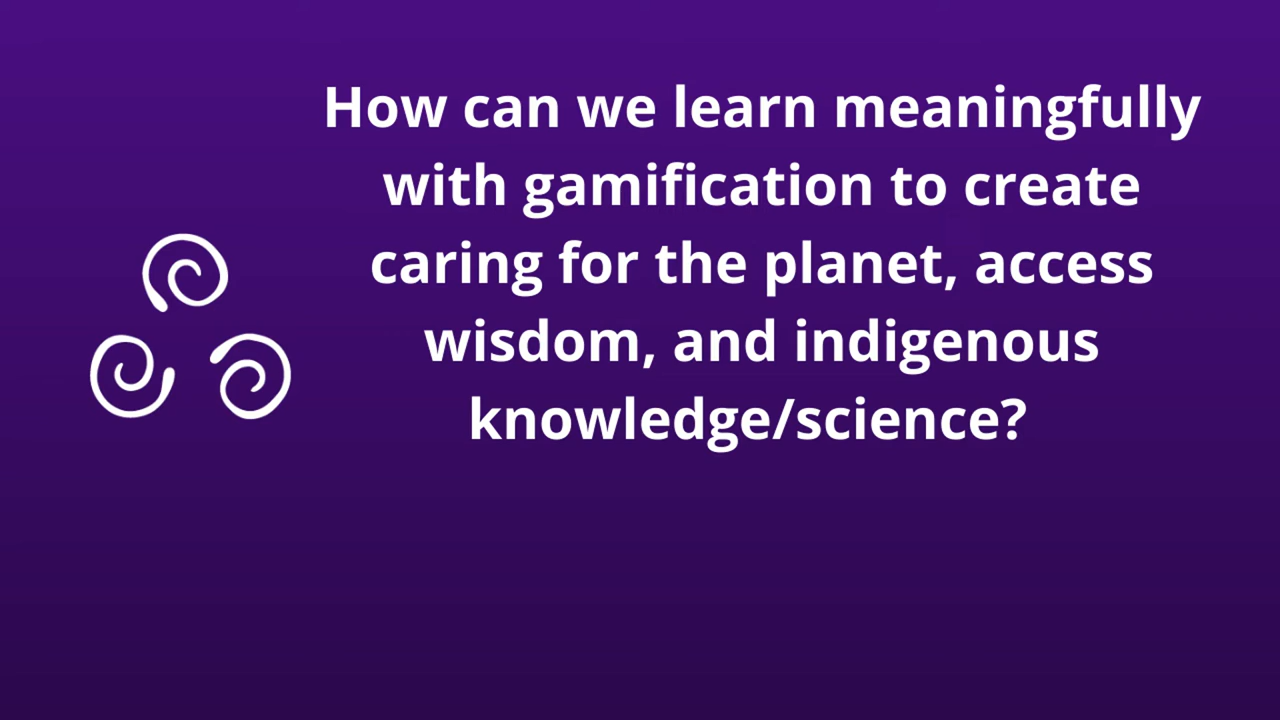 How can we learn meaningfully
with gamification to create
caring for the planet, access
wisdom, and indigenous
knowledge/science?